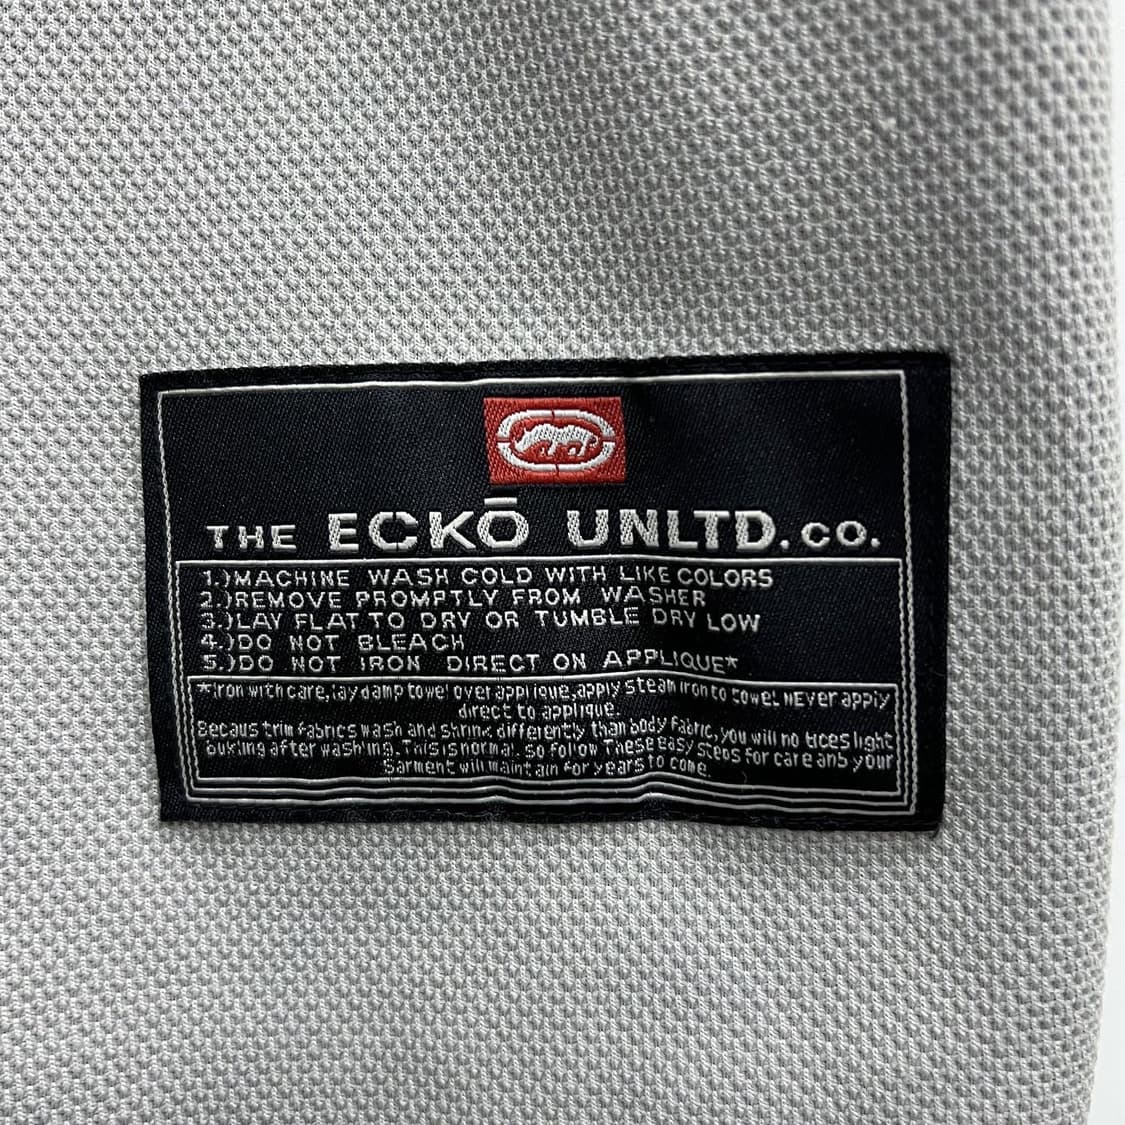 THE ECKŌ UNLTD.CO.
1.)MACHINE WASH COLD WITH LIKE COLORS
2.)REMOVE PROMPTLY FROM WASHER
3.)LAY FLAT TO DRY OR TUMBLE DRY LOW
4.)DO NOT BLEACH
5.)DO NOT IRON DIRECT ON APPLIQUE*
*Iron with care,lay damp towel over applique,apply steam iron to towel NEVER apply
direct to applique.
Becaus trim fabrics wash and shrink differently than body Fabric, you will no tices light
bukling after washing. This is normal. so follow These easy steps for care an5 your
Sarment will maintain for years to come.